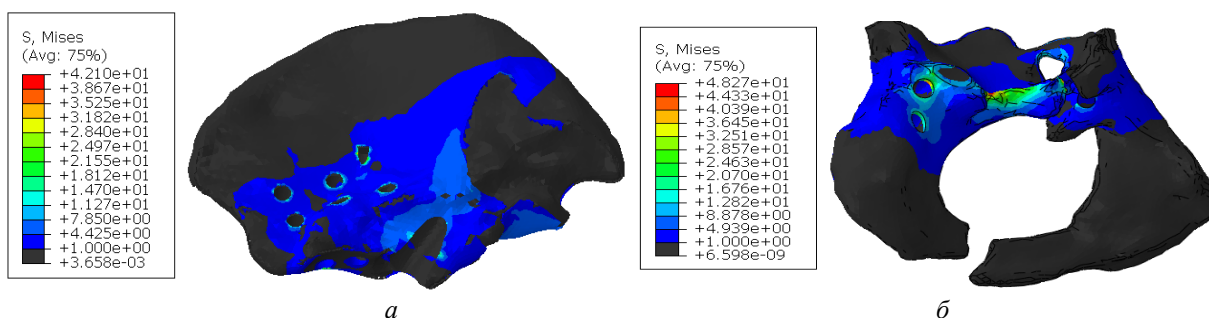 S, Mises
(Avg: 75%)
+4.210e+01
+3.867e+01
+3.525e+01
+3.182e+01
+2.840e+01
+2.497e+01
+2.155e+01
+1.812e+01
+1.470e+01
+1.127e+01
+7.850e+00
+4.425e+00
+1.000e+00
+3.658e-03
а
S, Mises
(Avg: 75%)
+4.827e+01
+4.433e+01
+4.039e+01
+3.645e+01
+3.251e+01
+2.857e+01
+2.463e+01
+2.070e+01
+1.676e+01
+1.282e+01
+8.878e+00
+4.939e+00
+1.000e+00
+6.598e-09
б